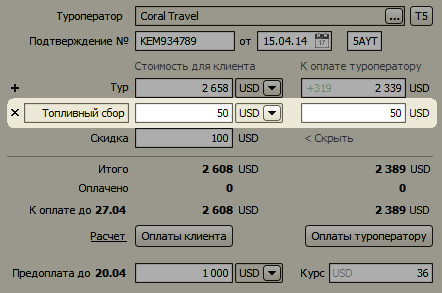 Туроператор Coral Travel ... T5
Подтверждение № KEM934789 от 15.04.14 5AYT
Стоимость для клиента К оплате туроператору
+ Тур 2 658 USD +319 2 339 USD
× Топливный сбор 50 USD 50 USD
Скидка 100 USD < Скрыть
Итого 2 608 USD 2 389 USD
Оплачено 0 0
К оплате до 27.04 2 608 USD 2 389 USD
Расчет Оплаты клиента Оплаты туроператору
Предоплата до 20.04 1 000 USD Курс USD 36